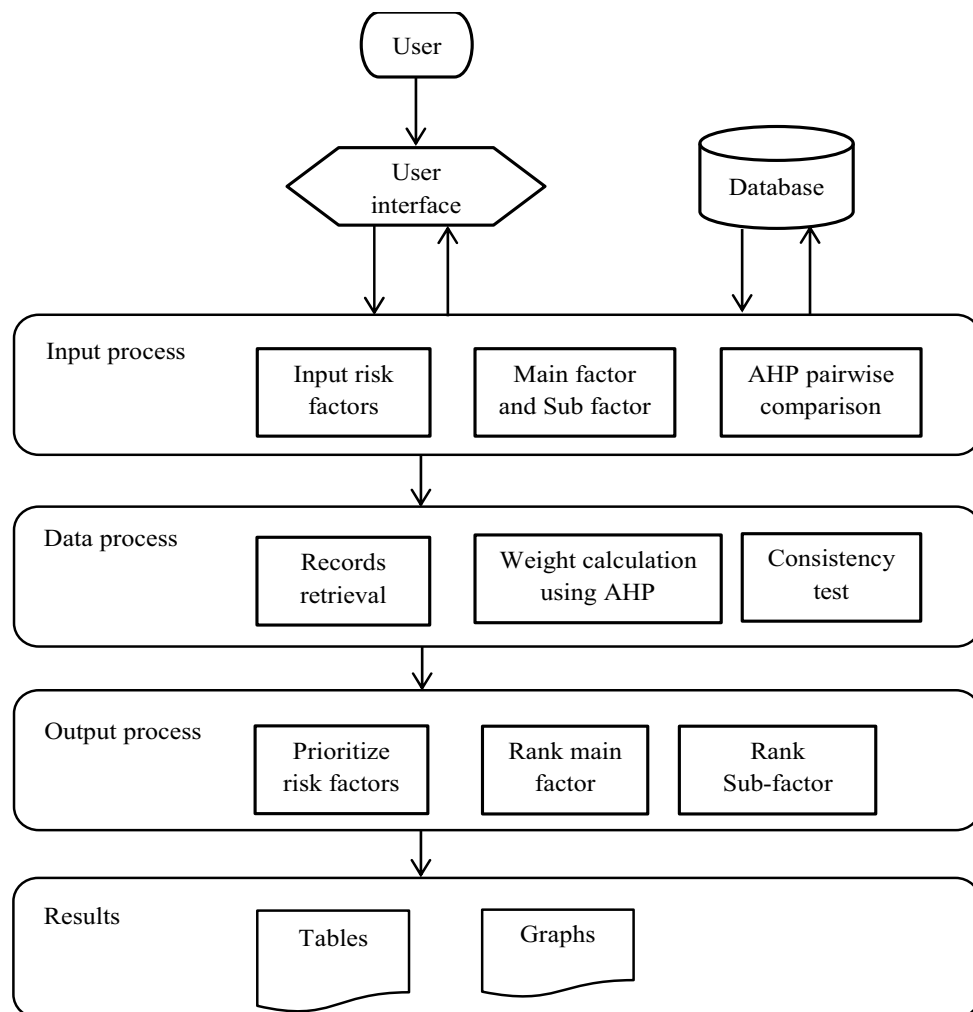 User
User
interface
Database
Input process
Input risk
factors
Main factor
and Sub factor
AHP pairwise
comparison
Data process
Records
retrieval
Weight calculation
using AHP
Consistency
test
Output process
Prioritize
risk factors
Rank main
factor
Rank
Sub-factor
Results
Tables
Graphs